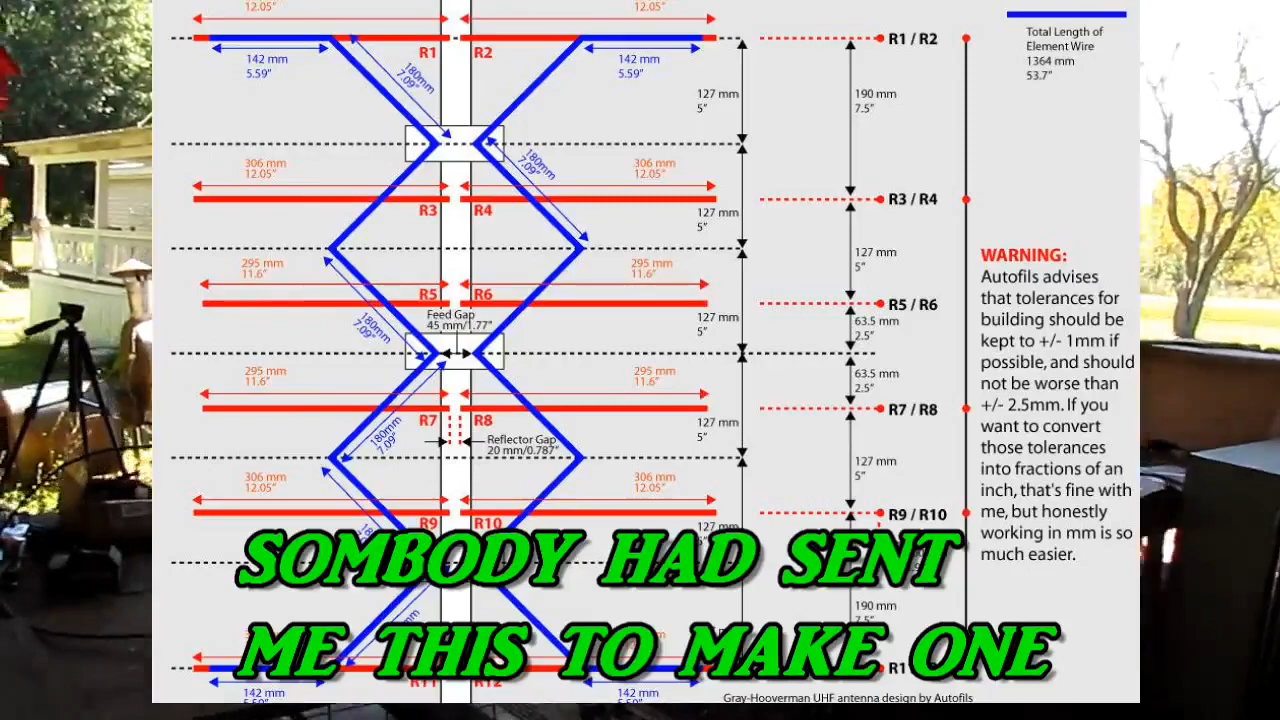 12.05"
12.05"
R1
R2
R1 / R2
Total Length of
Element Wire
1364 mm
53.7"
142 mm
5.59"
142 mm
5.59"
180mm
7.09"
127 mm
5"
190 mm
7.5"
306 mm
12.05"
180mm
7.09"
306 mm
12.05"
R3
R4
R3 / R4
127 mm
5"
127 mm
5"
WARNING:
Autofils advises
that tolerances for
building should be
kept to +/- 1mm if
possible, and should
not be worse than
+/- 2.5mm. If you
want to convert
those tolerances
into fractions of an
inch, that's fine with
me, but honestly
working in mm is so
much easier.
295 mm
11.6"
295 mm
11.6"
R5
R6
R5 / R6
Feed Gap
45 mm/1.77"
180mm
7.09"
127 mm
5"
63.5 mm
2.5"
63.5 mm
2.5"
295 mm
11.6"
295 mm
11.6"
R7
R8
R7 / R8
180mm
7.09"
127 mm
5"
Reflector Gap
20 mm/0.787"
127 mm
5"
306 mm
12.05"
306 mm
12.05"
R9
R10
R9 / R10
127 mm
SOMBODY HAD SENT
190 mm
7.5"
ME THIS TO MAKE ONE
R11
R12
142 mm
142 mm
Gray-Hooverman UHF antenna design by Autofils